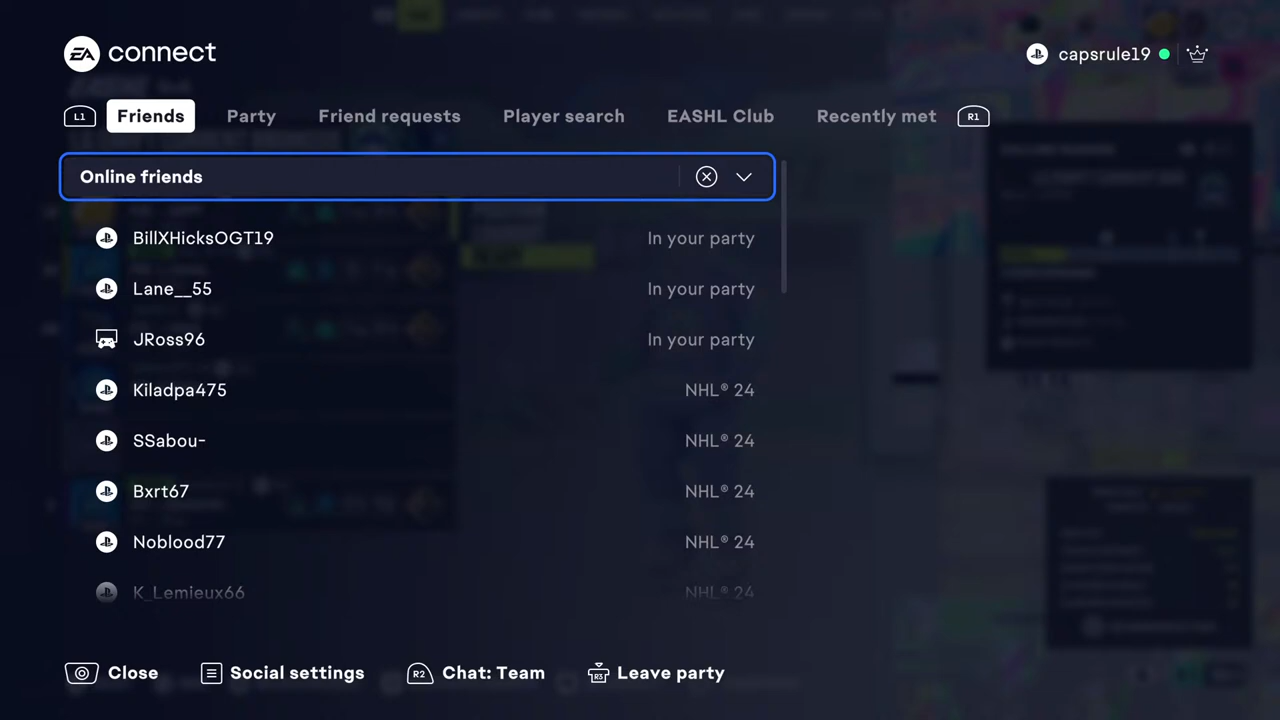 EA connect
capsrule19
L1 Friends Party Friend requests Player search EASHL Club Recently met R1
Online friends
BillXHicksOGT19 In your party
Lane__55 In your party
JRoss96 In your party
Kiladpa475 NHL® 24
SSabou- NHL® 24
Bxrt67 NHL® 24
Noblood77 NHL® 24
K_Lemieux66 NHL® 24
Close Social settings R2 Chat: Team R3 Leave party